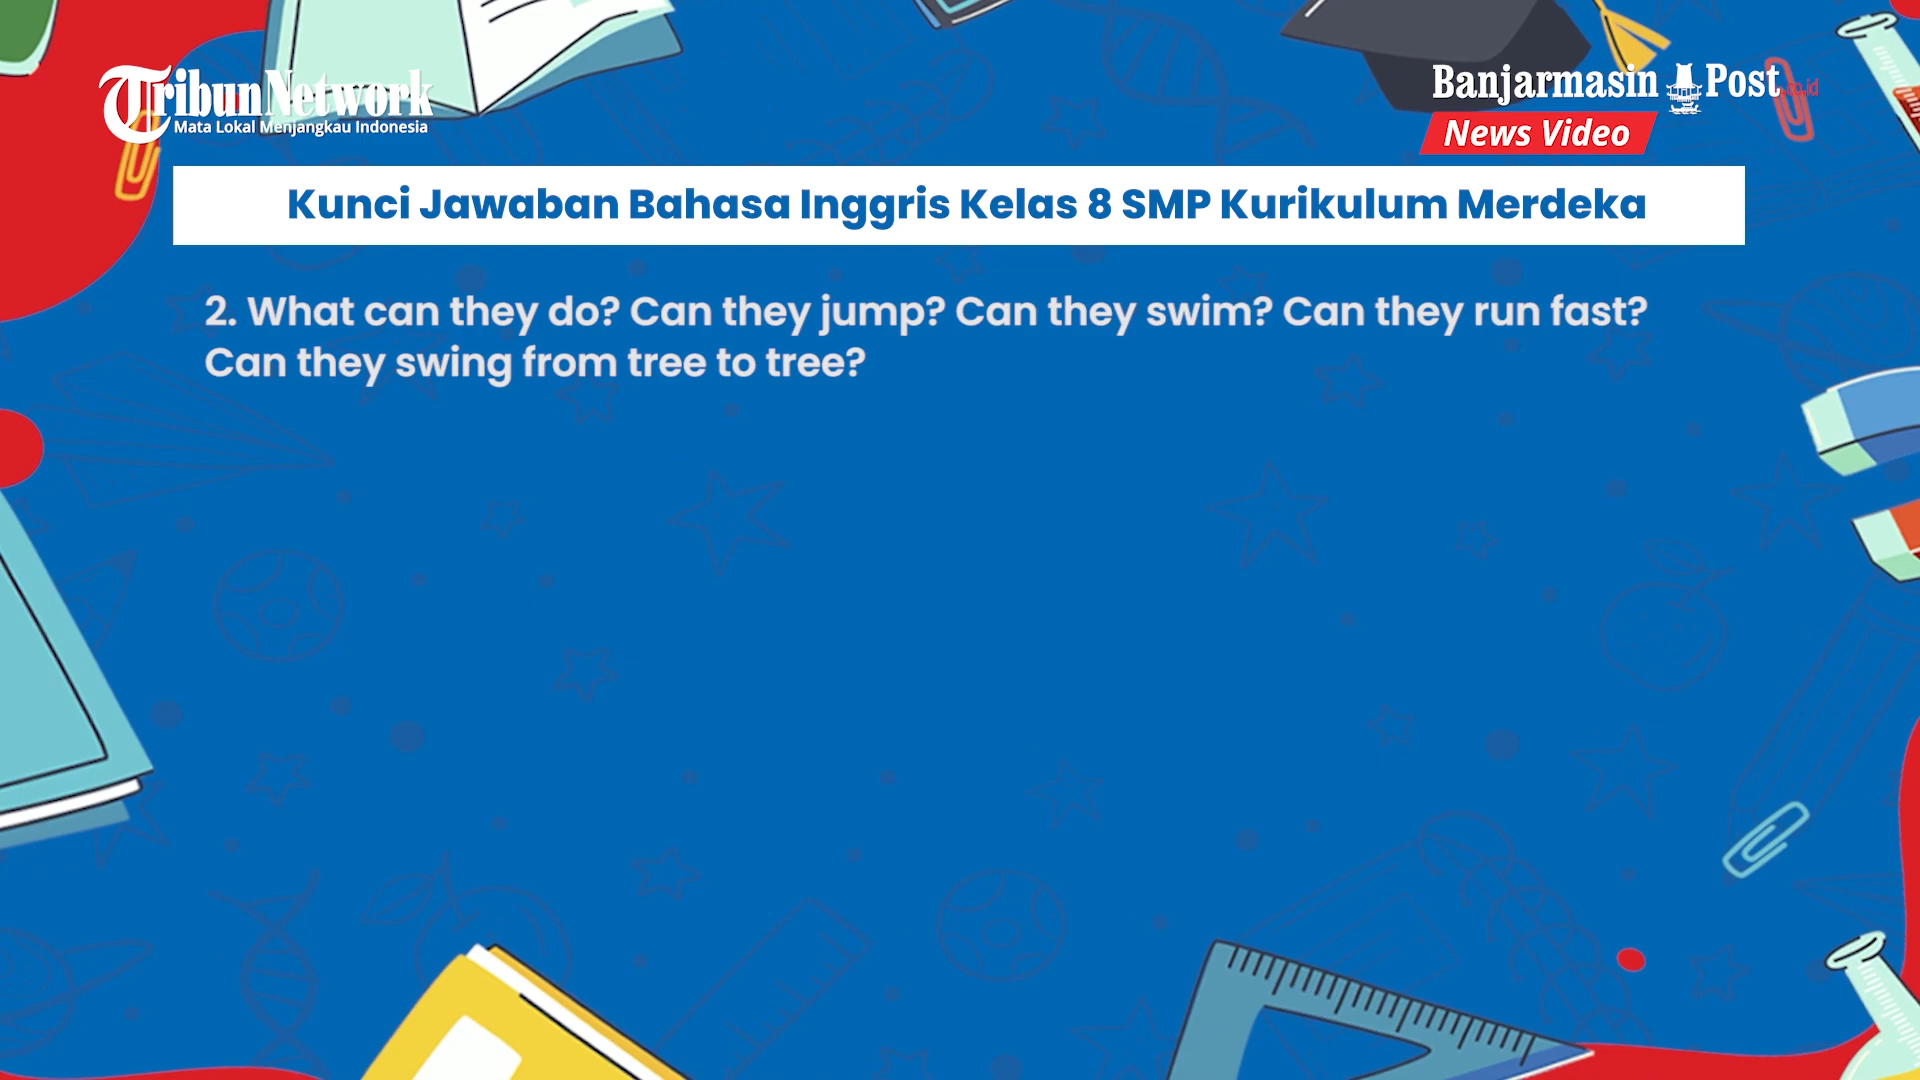 TribunNetwork
Mata Lokal Menjangkau Indonesia
Banjarmasin Post.co.id
News Video
Kunci Jawaban Bahasa Inggris Kelas 8 SMP Kurikulum Merdeka
2. What can they do? Can they jump? Can they swim? Can they run fast?
Can they swing from tree to tree?